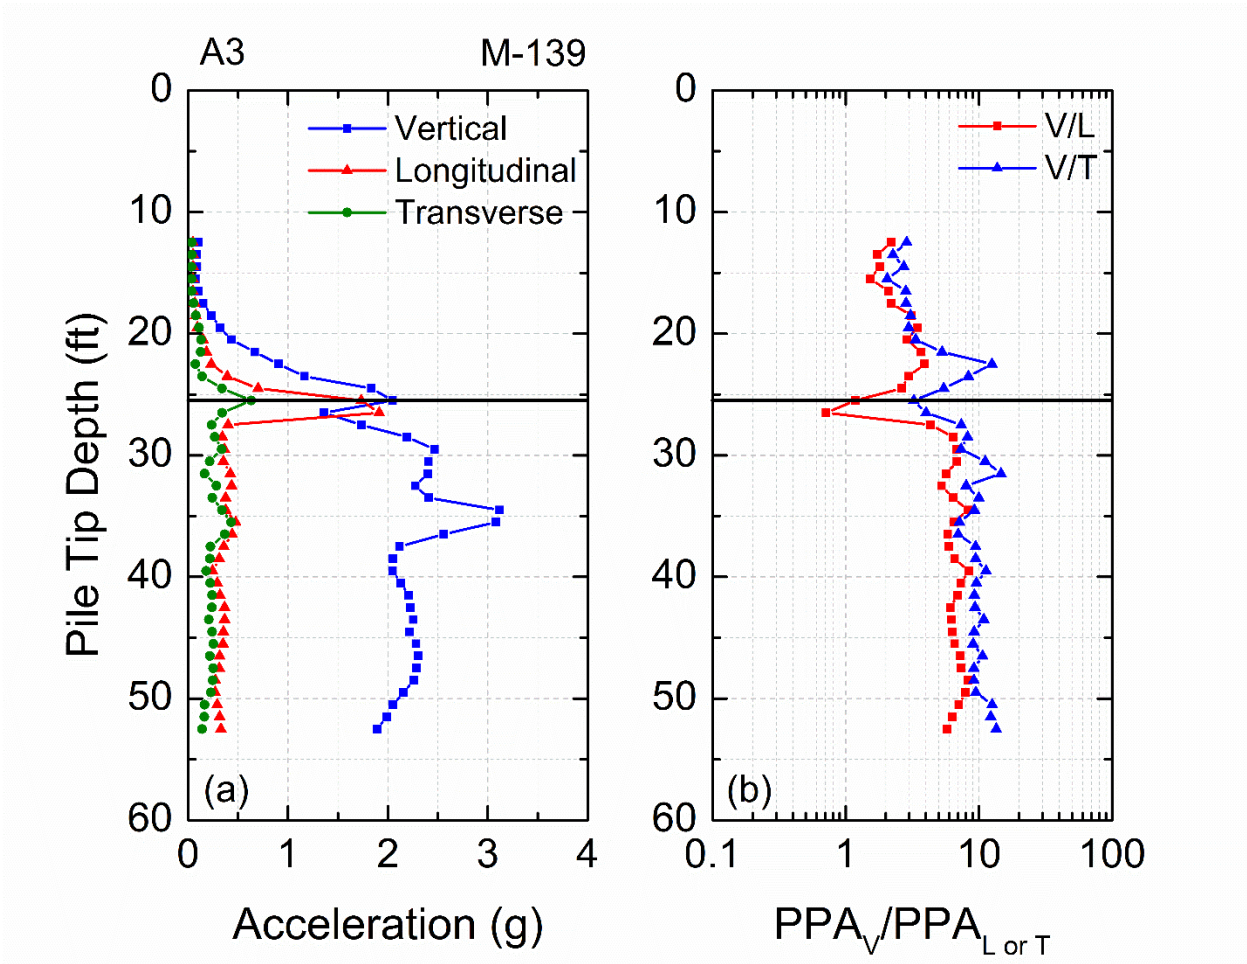 A3 M-139
Vertical
Longitudinal
Transverse
(a)
0
10
20
30
40
50
60
0 1 2 3 4
Pile Tip Depth (ft)
Acceleration (g)
V/L
V/T
(b)
0
10
20
30
40
50
60
0.1 1 10 100
PPAV/PPAL or T